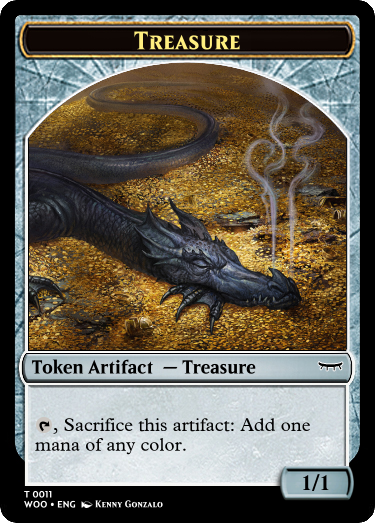 TREASURE
Token Artifact — Treasure
, Sacrifice this artifact: Add one
mana of any color.
1/1
T 0011
WOO • ENG KENNY GONZALO